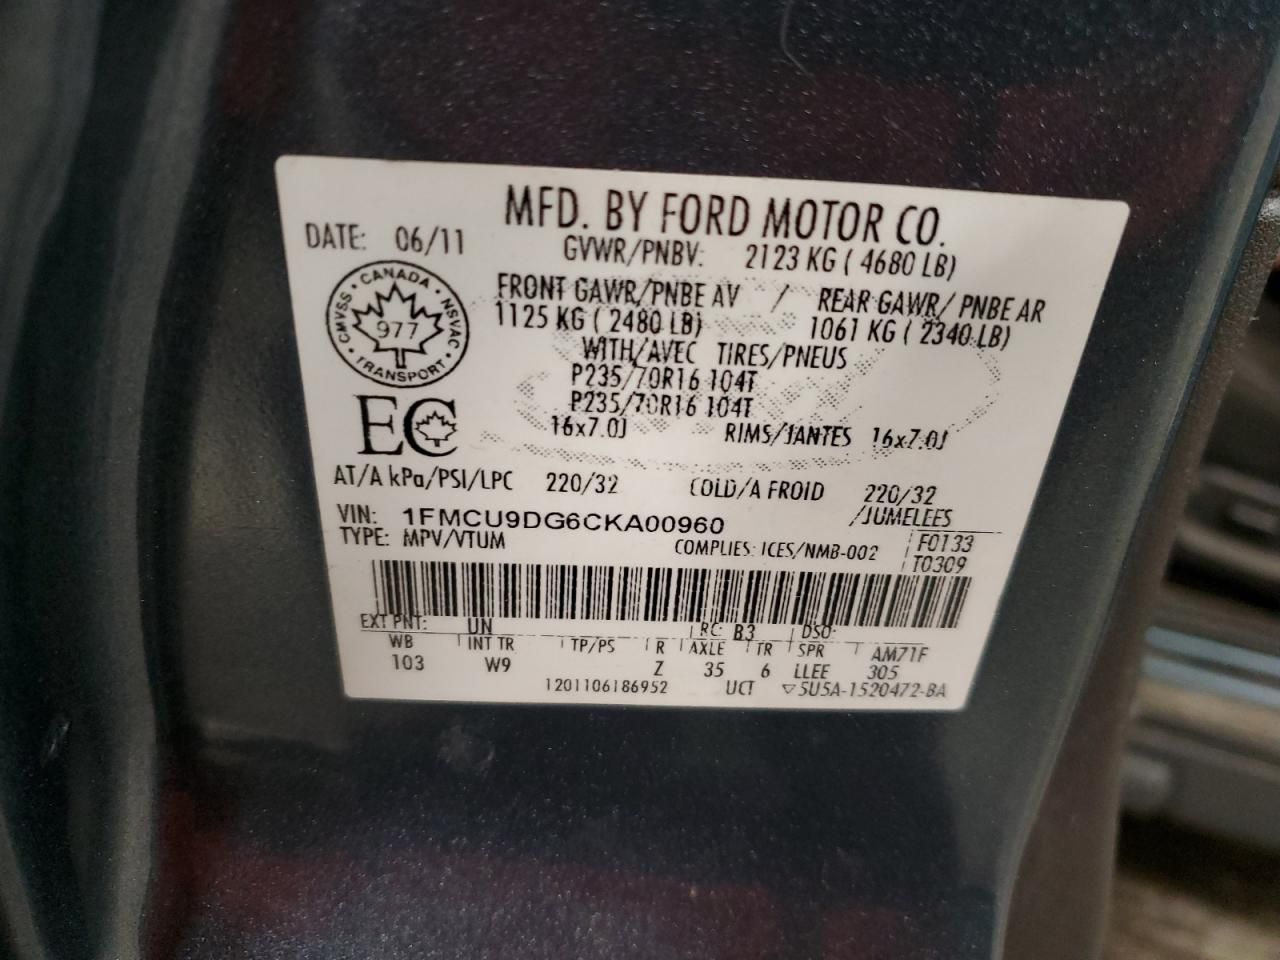 MFD. BY FORD MOTOR CO.
DATE: 06/11
GVWR/PNBV: 2123 KG ( 4680 LB)
CMVSS · CANADA · NSVAC · TRANSPORT ·
977
FRONT GAWR/PNBE AV / REAR GAWR/ PNBE AR
1125 KG ( 2480 LB) 1061 KG ( 2340 LB)
WITH/AVEC TIRES/PNEUS
P235/70R16 104T
P235/70R16 104T
EC
16x7.0J RIMS/JANTES 16x7.0J
AT/A kPa/PSI/LPC 220/32 COLD/A FROID 220/32
/JUMELEES
VIN: 1FMCU9DG6CKA00960
TYPE: MPV/VTUM COMPLIES: ICES/NMB-002 F0133
T0309
EXT PNT: UN RC: B3 DSO:
WB INT TR TP/PS R AXLE TR SPR AM71F
103 W9 Z 35 6 LLEE 305
1201106186952 UCT ▽5U5A-1520472-BA